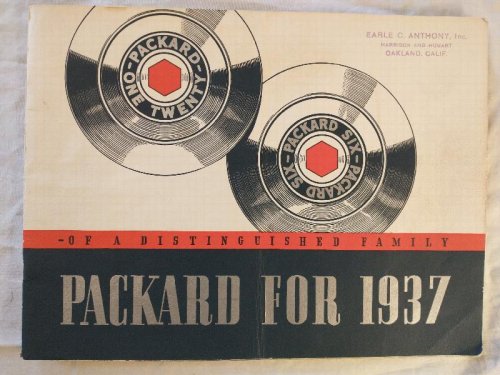 EARLE C. ANTHONY, Inc.
HARRISON AND HOBART
OAKLAND, CALIF.
-PACKARD-
ONE TWENTY
-PACKARD SIX-
PACKARD SIX
-OF A DISTINGUISHED FAMILY
PACKARD FOR 1937